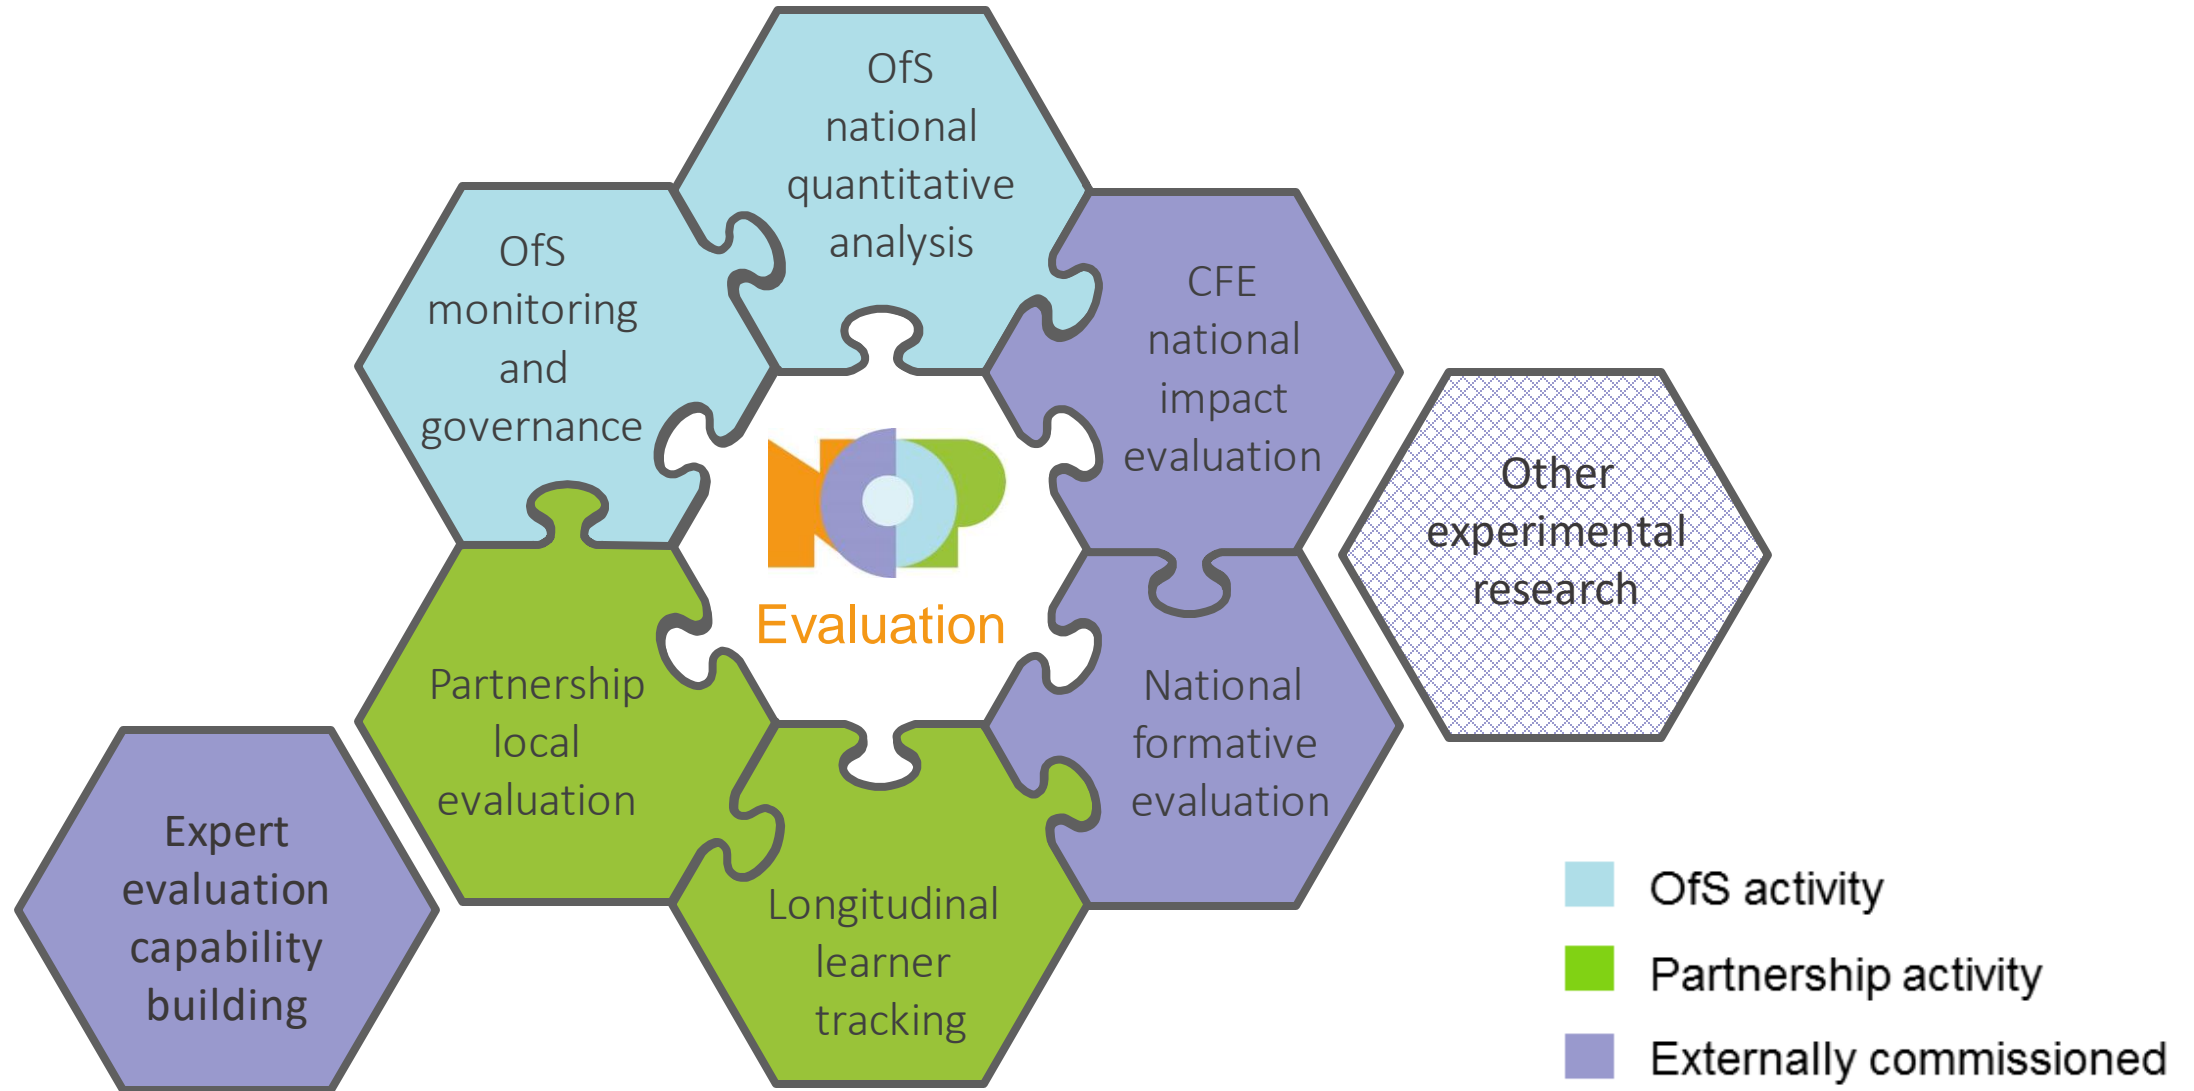 OfS
national
quantitative
analysis
OfS
monitoring
and
governance
CFE
national
impact
evaluation
Other
experimental
research
NCOP
Evaluation
Partnership
local
evaluation
National
formative
evaluation
Expert
evaluation
capability
building
Longitudinal
learner
tracking
OfS activity
Partnership activity
Externally commissioned